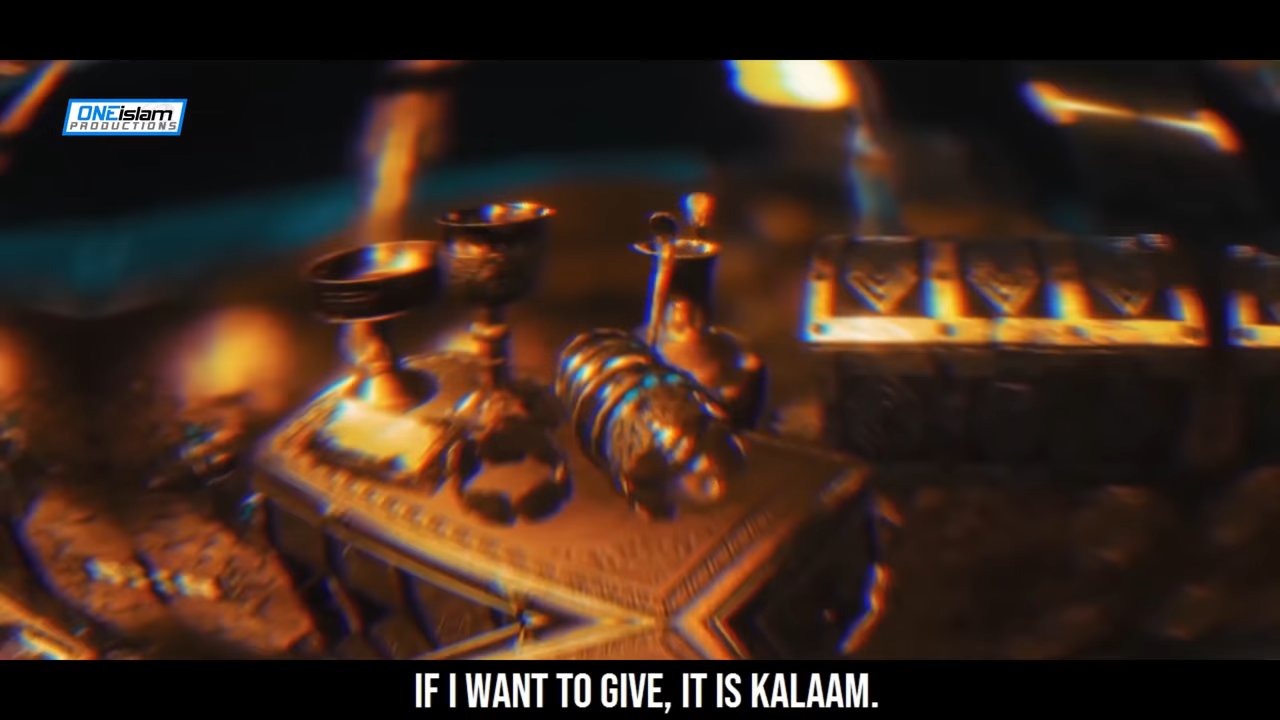 ONEislam
PRODUCTIONS
IF I WANT TO GIVE, IT IS KALAAM.